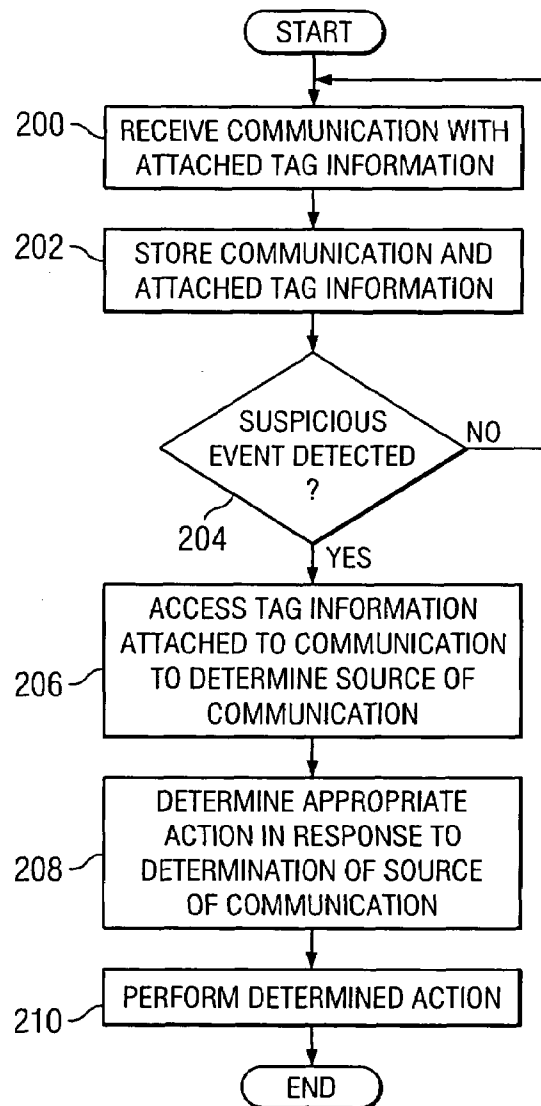 START
200
RECEIVE COMMUNICATION WITH
ATTACHED TAG INFORMATION
202
STORE COMMUNICATION AND
ATTACHED TAG INFORMATION
SUSPICIOUS
EVENT DETECTED
?
NO
204
YES
206
ACCESS TAG INFORMATION
ATTACHED TO COMMUNICATION
TO DETERMINE SOURCE OF
COMMUNICATION
208
DETERMINE APPROPRIATE
ACTION IN RESPONSE TO
DETERMINATION OF SOURCE
OF COMMUNICATION
210
PERFORM DETERMINED ACTION
END